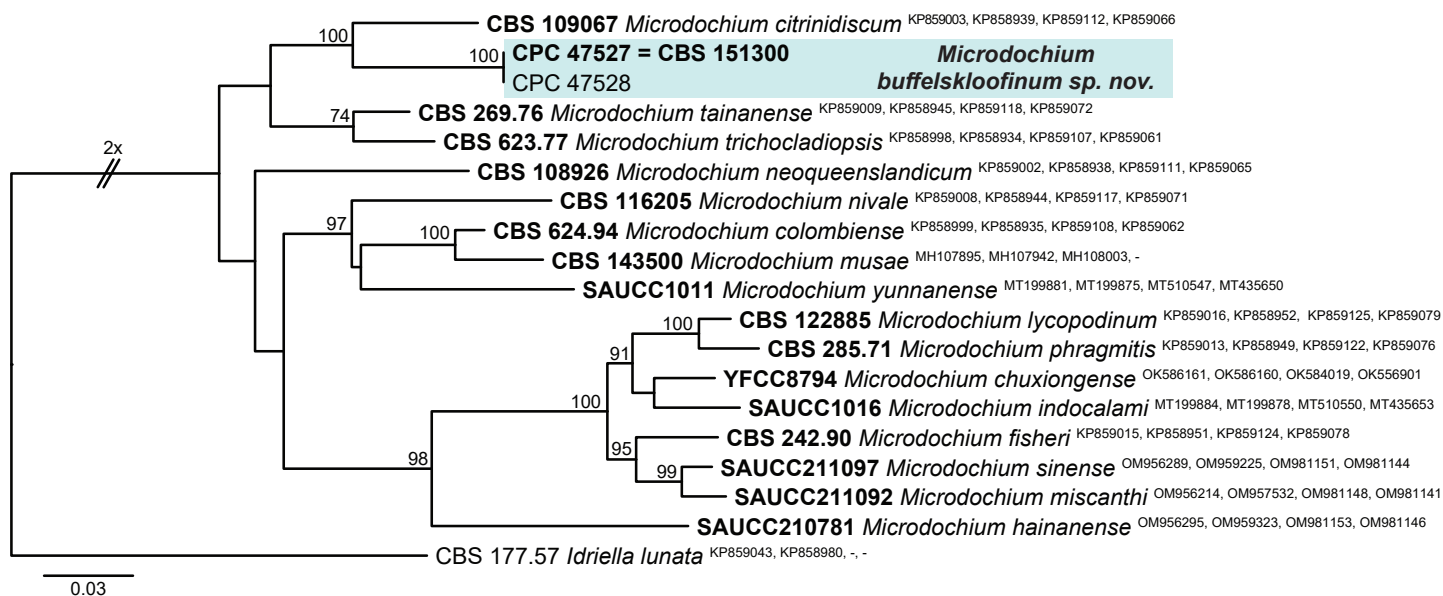 CBS 109067 Microdochium citrinidiscum KP859003, KP858939, KP859112, KP859066
100
100
CPC 47527 = CBS 151300
Microdochium
CPC 47528
buffelskloofinum sp. nov.
CBS 269.76 Microdochium tainanense KP859009, KP858945, KP859118, KP859072
74
CBS 623.77 Microdochium trichocladiopsis KP858998, KP858934, KP859107, KP859061
2x
CBS 108926 Microdochium neoqueenslandicum KP859002, KP858938, KP859111, KP859065
CBS 116205 Microdochium nivale KP859008, KP858944, KP859117, KP859071
97
100
CBS 624.94 Microdochium colombiense KP858999, KP858935, KP859108, KP859062
CBS 143500 Microdochium musae MH107895, MH107942, MH108003, -
SAUCC1011 Microdochium yunnanense MT199881, MT199875, MT510547, MT435650
100
CBS 122885 Microdochium lycopodinum KP859016, KP858952, KP859125, KP859079
CBS 285.71 Microdochium phragmitis KP859013, KP858949, KP859122, KP859076
91
YFCC8794 Microdochium chuxiongense OK586161, OK586160, OK584019, OK556901
100
SAUCC1016 Microdochium indocalami MT199884, MT199878, MT510550, MT435653
CBS 242.90 Microdochium fisheri KP859015, KP858951, KP859124, KP859078
95
98
99
SAUCC211097 Microdochium sinense OM956289, OM959225, OM981151, OM981144
SAUCC211092 Microdochium miscanthi OM956214, OM957532, OM981148, OM981141
SAUCC210781 Microdochium hainanense OM956295, OM959323, OM981153, OM981146
CBS 177.57 Idriella lunata KP859043, KP858980, -, -
0.03